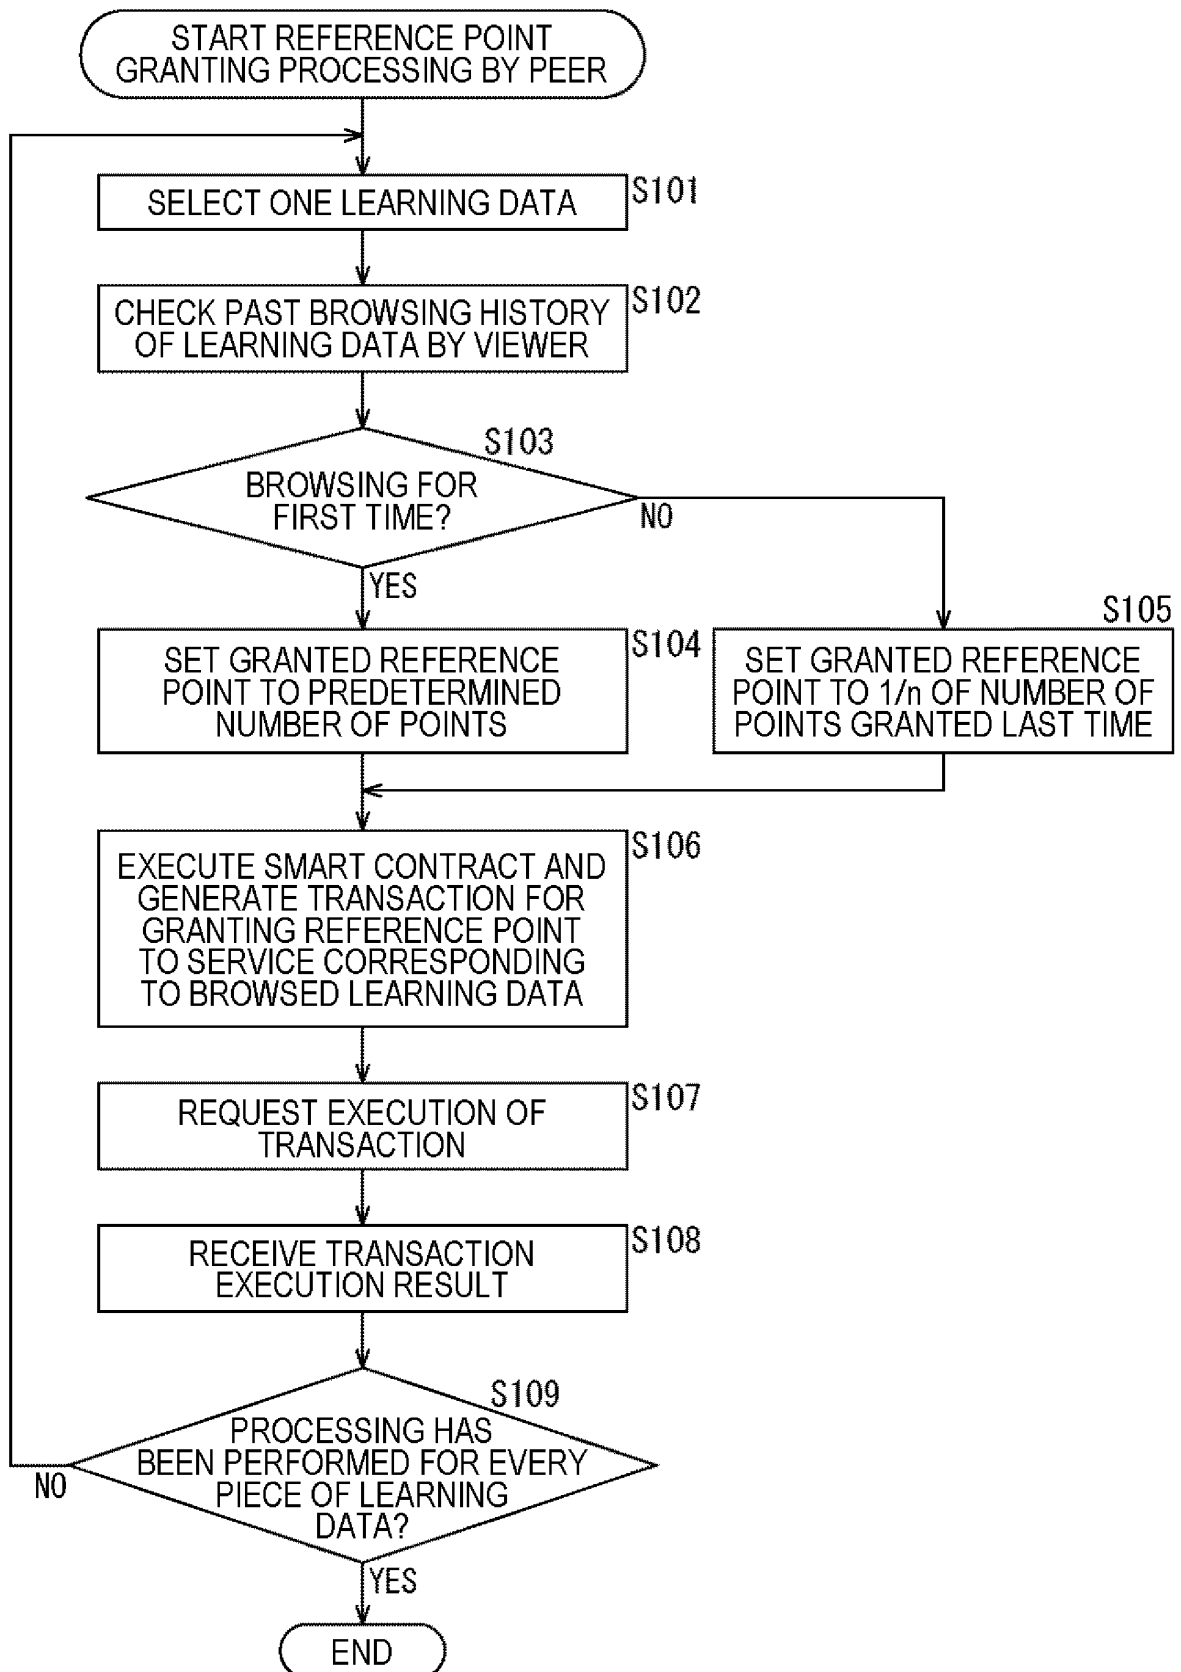 START REFERENCE POINT
GRANTING PROCESSING BY PEER
S101
SELECT ONE LEARNING DATA
S102
CHECK PAST BROWSING HISTORY
OF LEARNING DATA BY VIEWER
S103
BROWSING FOR
FIRST TIME?
NO
YES
S104
SET GRANTED REFERENCE
POINT TO PREDETERMINED
NUMBER OF POINTS
S105
SET GRANTED REFERENCE
POINT TO 1/n OF NUMBER OF
POINTS GRANTED LAST TIME
S106
EXECUTE SMART CONTRACT AND
GENERATE TRANSACTION FOR
GRANTING REFERENCE POINT
TO SERVICE CORRESPONDING
TO BROWSED LEARNING DATA
S107
REQUEST EXECUTION OF
TRANSACTION
S108
RECEIVE TRANSACTION
EXECUTION RESULT
S109
PROCESSING HAS
BEEN PERFORMED FOR EVERY
PIECE OF LEARNING
DATA?
NO
YES
END